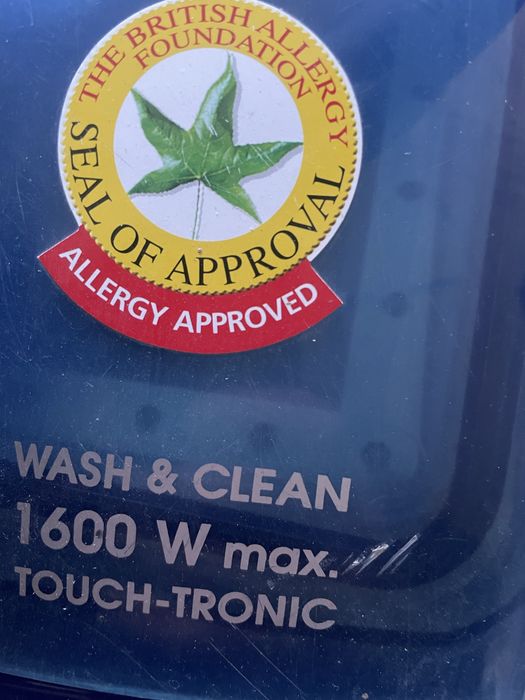 THE BRITISH ALLERGY
FOUNDATION
SEAL OF APPROVAL
ALLERGY APPROVED
WASH & CLEAN
1600 W max.
TOUCH-TRONIC